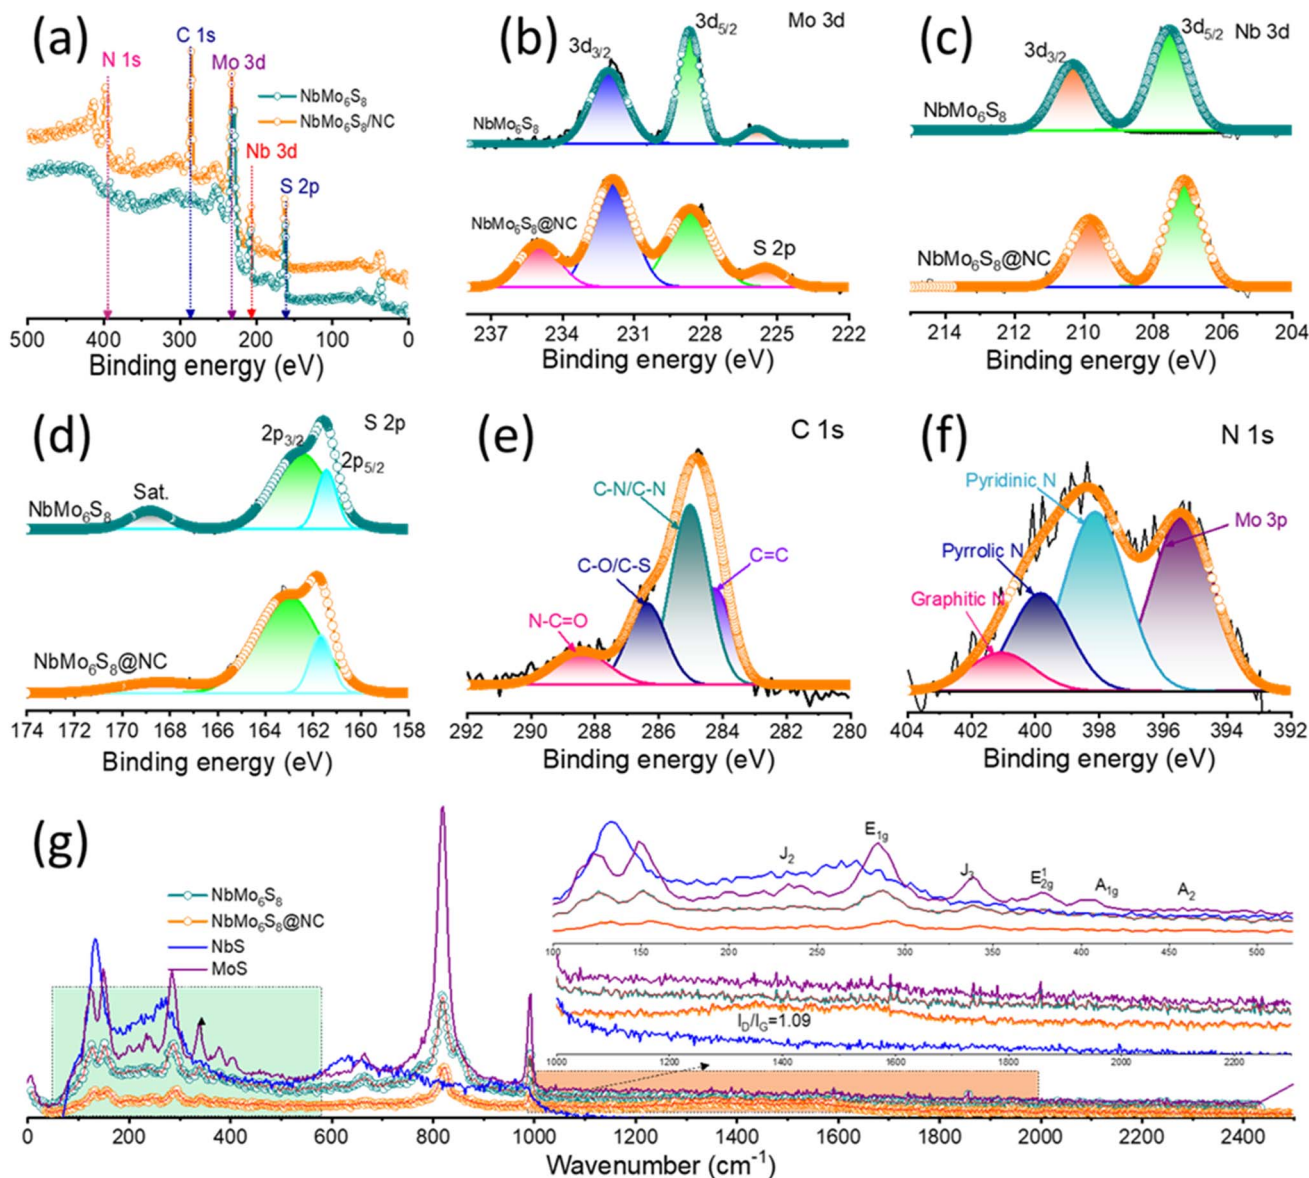 (a)
N 1s
C 1s
Mo 3d
NbMo6S8
NbMo6S8/NC
Nb 3d
S 2p
500 400 300 200 100 0
Binding energy (eV)
(b)
3d5/2
Mo 3d
3d3/2
NbMo6S8
NbMo6S8@NC
S 2p
237 234 231 228 225 222
Binding energy (eV)
(c)
3d5/2
Nb 3d
3d3/2
NbMo6S8
NbMo6S8@NC
214 212 210 208 206 204
Binding energy (eV)
(d)
S 2p
2p3/2
2p5/2
Sat.
NbMo6S8
NbMo6S8@NC
174 172 170 168 166 164 162 160 158
Binding energy (eV)
(e)
C 1s
C-N/C-N
C-O/C-S
C=C
N-C=O
292 290 288 286 284 282 280
Binding energy (eV)
(f)
N 1s
Pyridinic N
Mo 3p
Pyrrolic N
Graphitic N
404 402 400 398 396 394 392
Binding energy (eV)
(g)
NbMo6S8
NbMo6S8@NC
NbS
MoS
E1g
J2
J3
E12g
A1g
A2
100 150 200 250 300 350 400 450 500
ID/IG=1.09
1000 1200 1400 1600 1800 2000 2200
0 200 400 600 800 1000 1200 1400 1600 1800 2000 2200 2400
Wavenumber (cm-1)